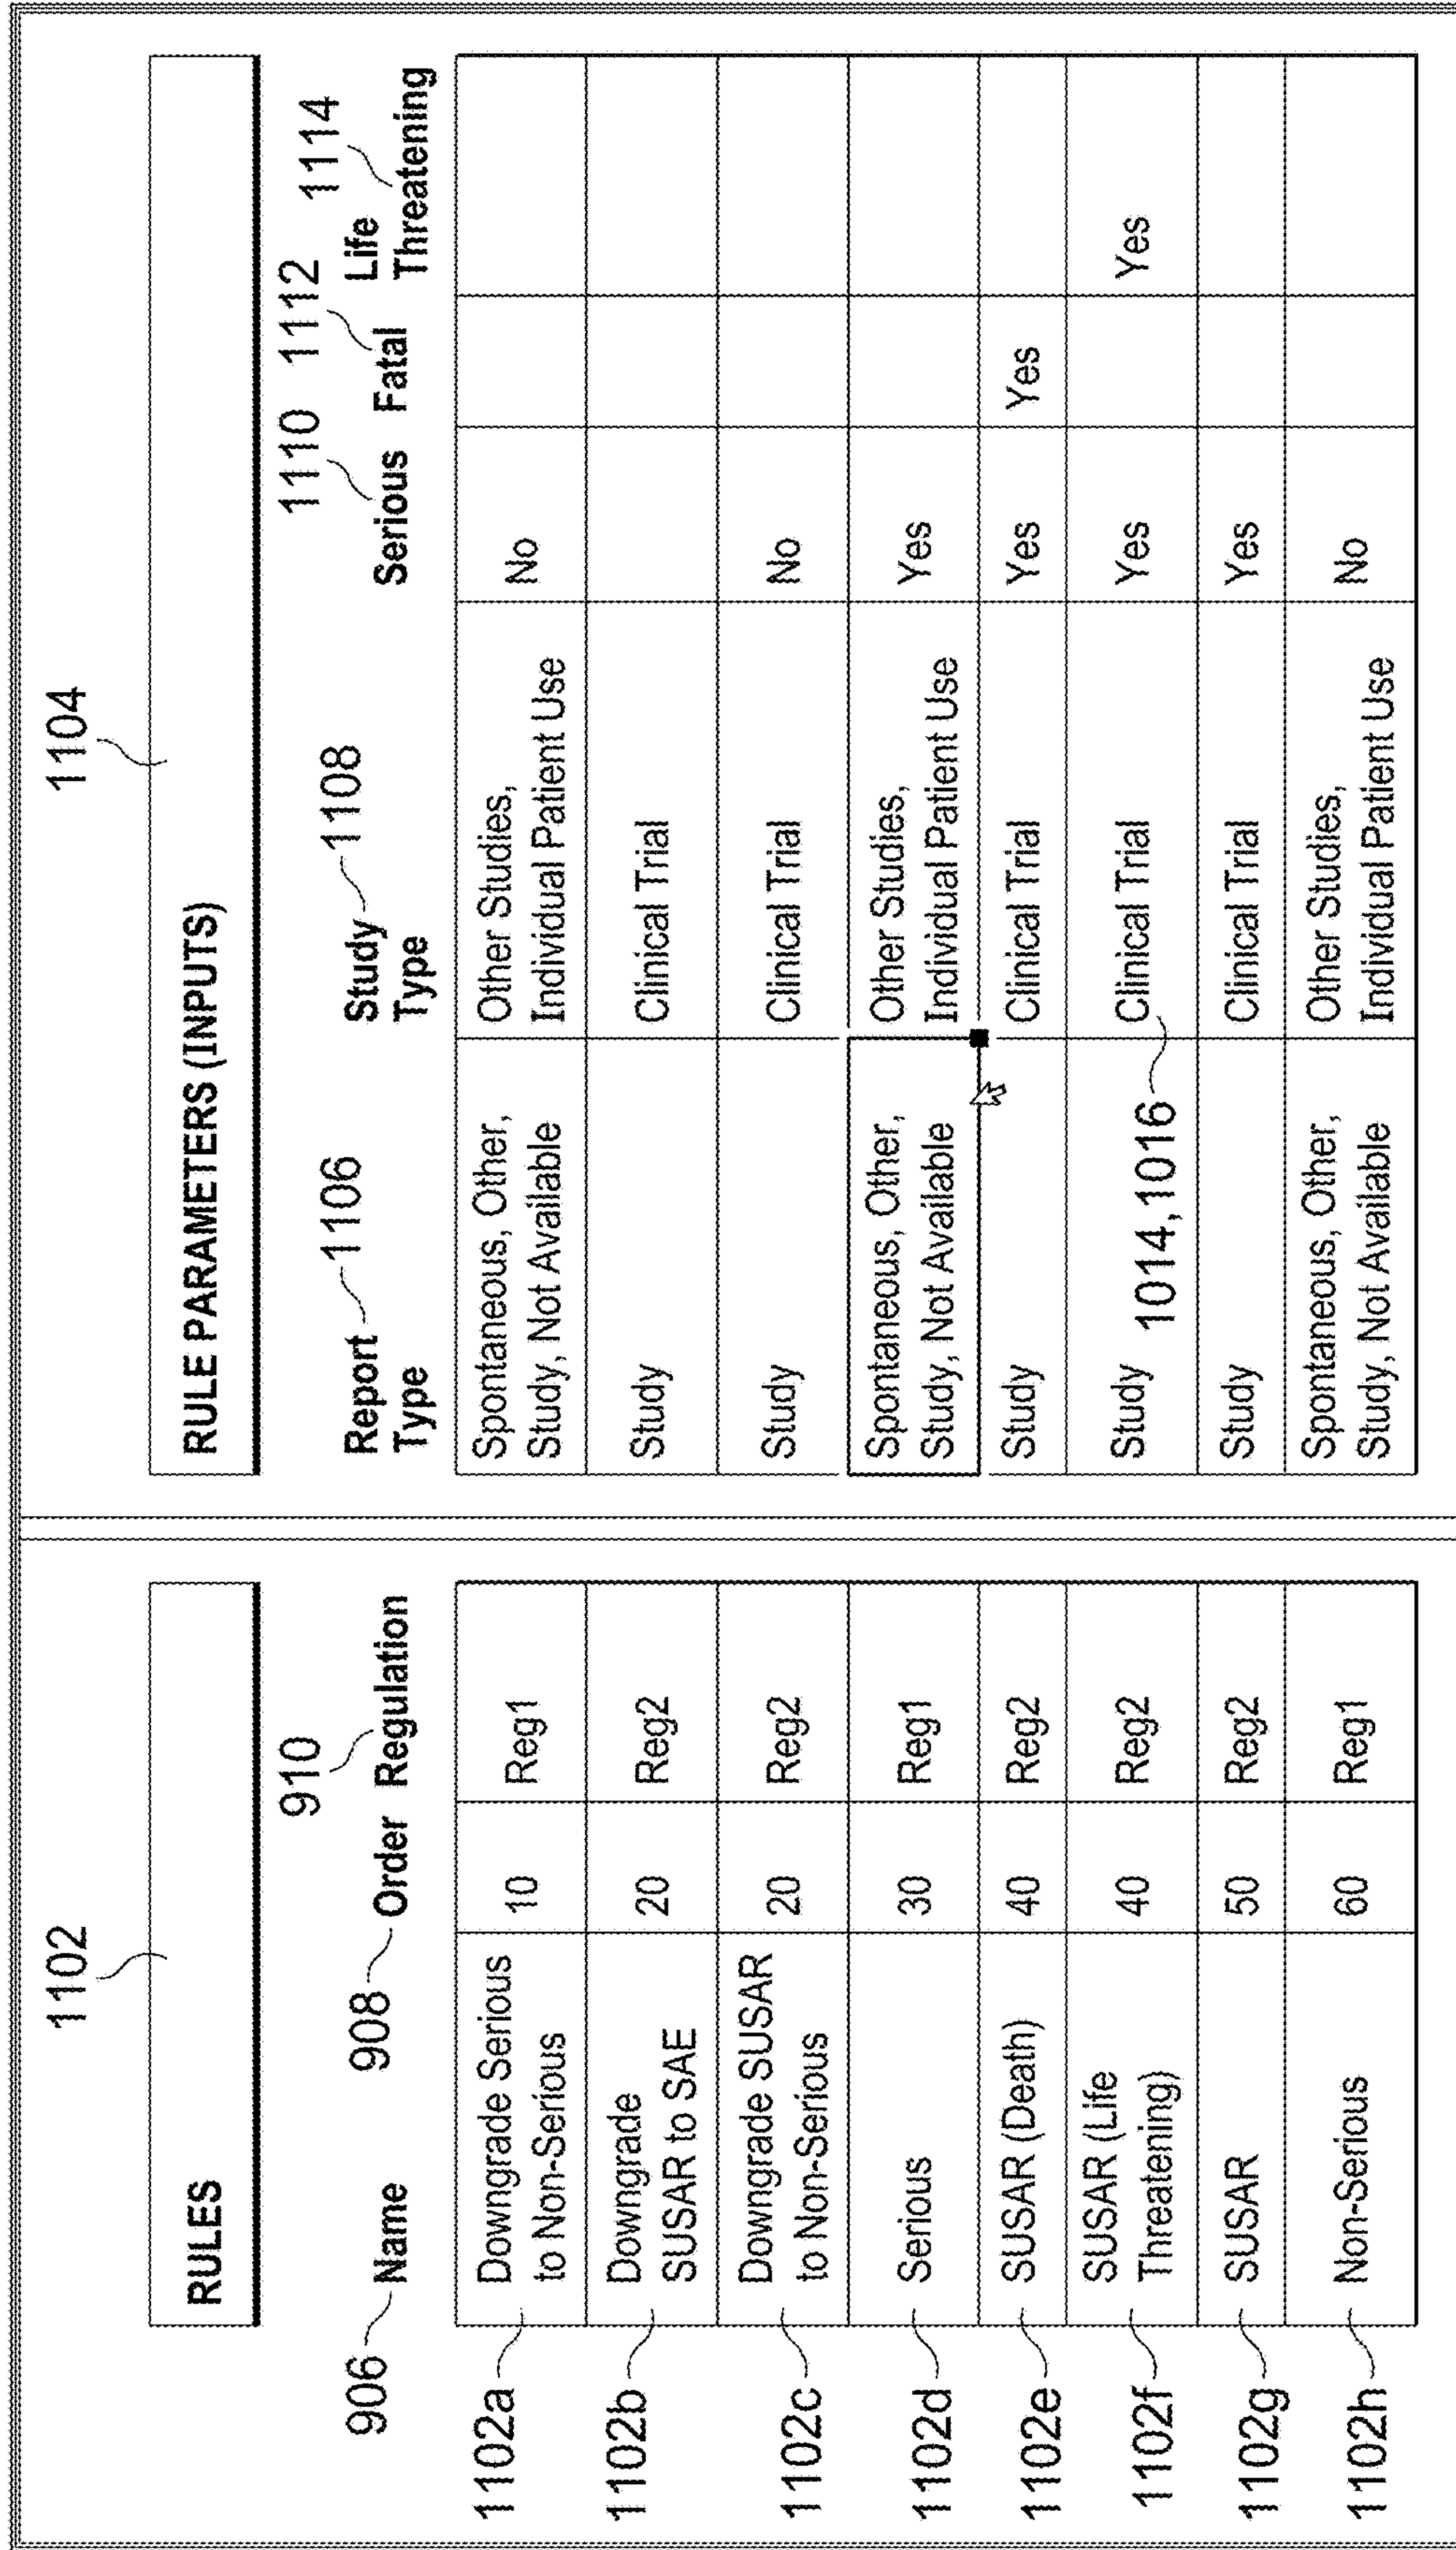 1102
1104
RULES
RULE PARAMETERS (INPUTS)
906 Name
908 Order
910
Regulation
Report 1106
Type
Study 1108
Type
1110
Serious
1112
Fatal
1114
Life
Threatening
1102a
Downgrade Serious
to Non-Serious
10
Reg1
Spontaneous, Other,
Study, Not Available
Other Studies,
Individual Patient Use
No
1102b
Downgrade
SUSAR to SAE
20
Reg2
Study
Clinical Trial
1102c
Downgrade SUSAR
to Non-Serious
20
Reg2
Study
Clinical Trial
No
1102d
Serious
30
Reg1
Spontaneous, Other,
Study, Not Available
Other Studies,
Individual Patient Use
Yes
1102e
SUSAR (Death)
40
Reg2
Study
Clinical Trial
Yes
Yes
1102f
SUSAR (Life
Threatening)
40
Reg2
Study
1014,1016
Clinical Trial
Yes
Yes
1102g
SUSAR
50
Reg2
Study
Clinical Trial
Yes
1102h
Non-Serious
60
Reg1
Spontaneous, Other,
Study, Not Available
Other Studies,
Individual Patient Use
No